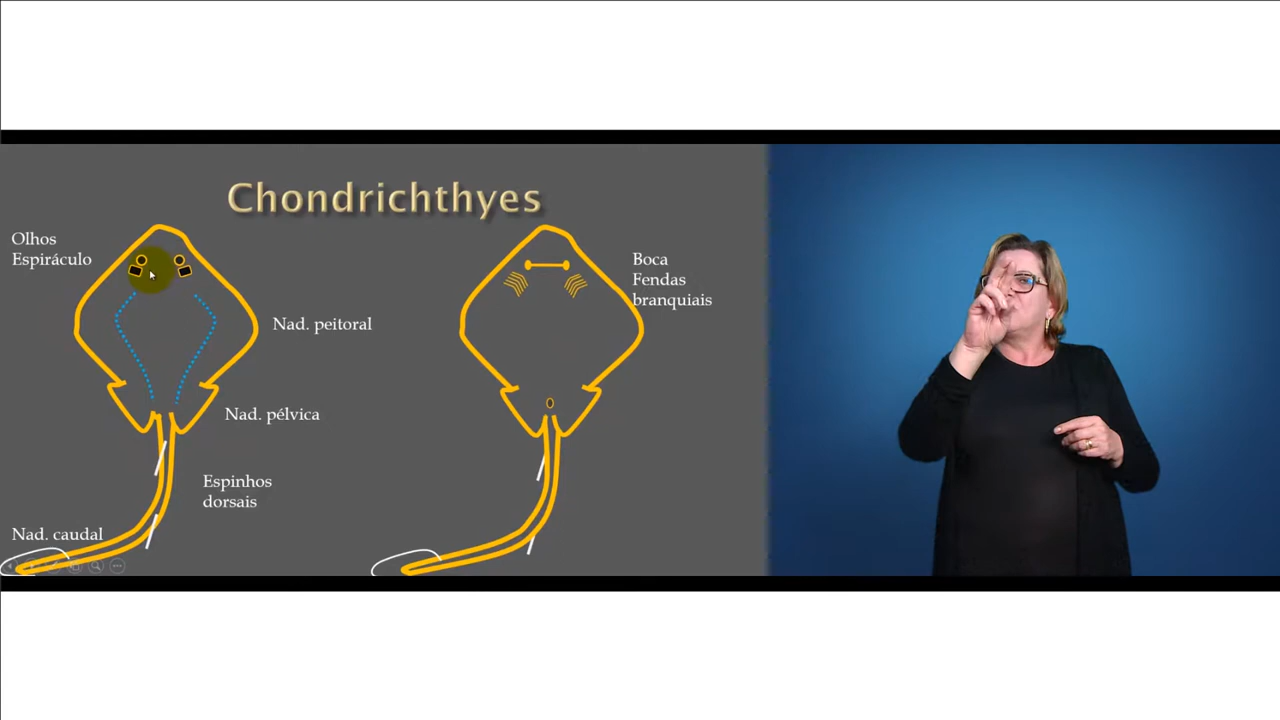 Chondrichthyes
Olhos
Espiráculo
Nad. peitoral
Nad. pélvica
Espinhos
dorsais
Nad. caudal
Boca
Fendas
branquiais